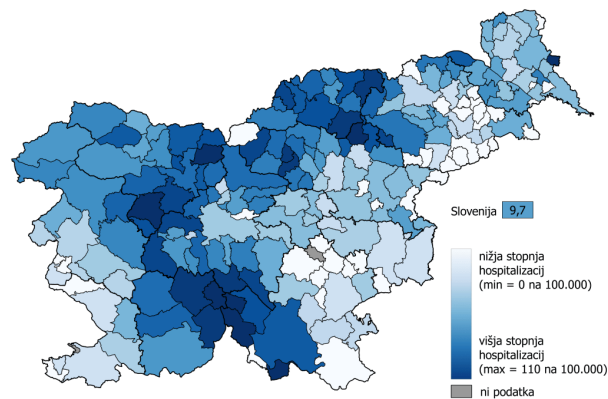 Slovenija 9,7
nižja stopnja
hospitalizacij
(min = 0 na 100.000)
višja stopnja
hospitalizacij
(max = 110 na 100.000)
ni podatka